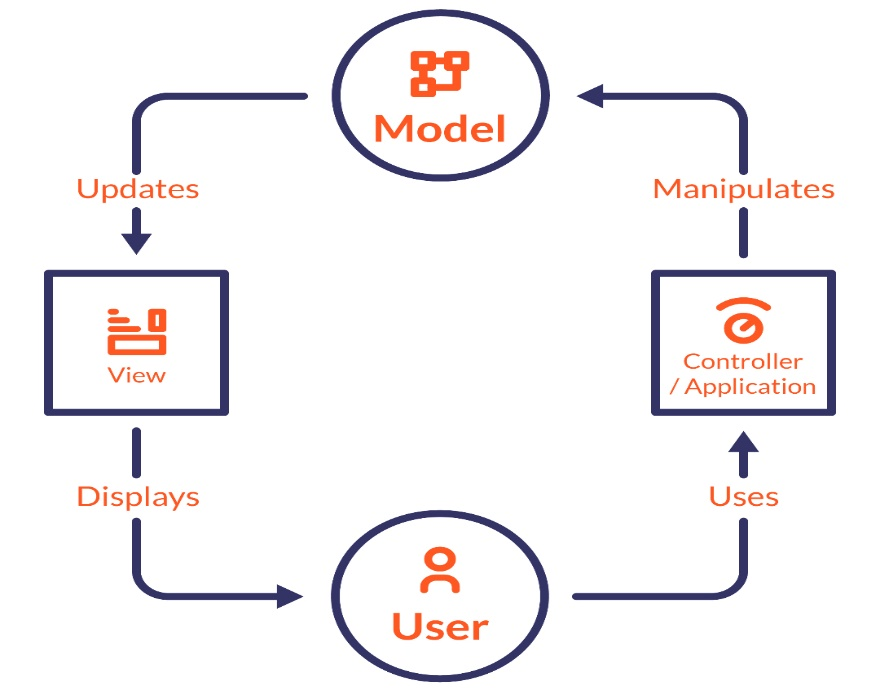 Model
Updates
Manipulates
View
Controller
/ Application
Displays
Uses
User